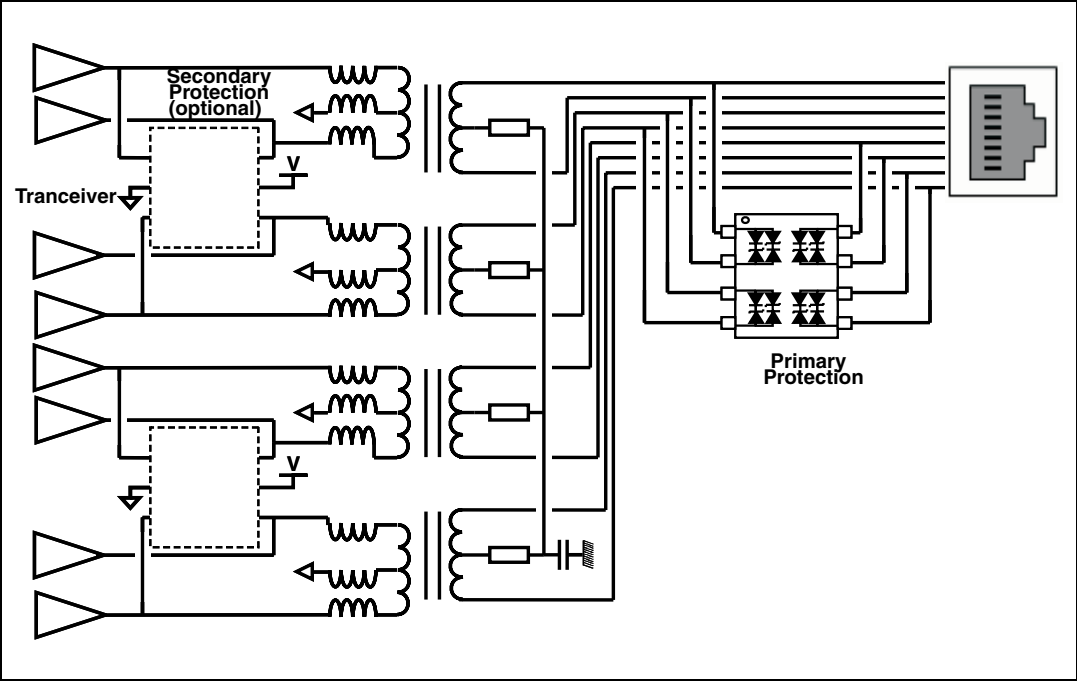 Secondary
Protection
(optional)
V
Tranceiver
Primary
Protection
V